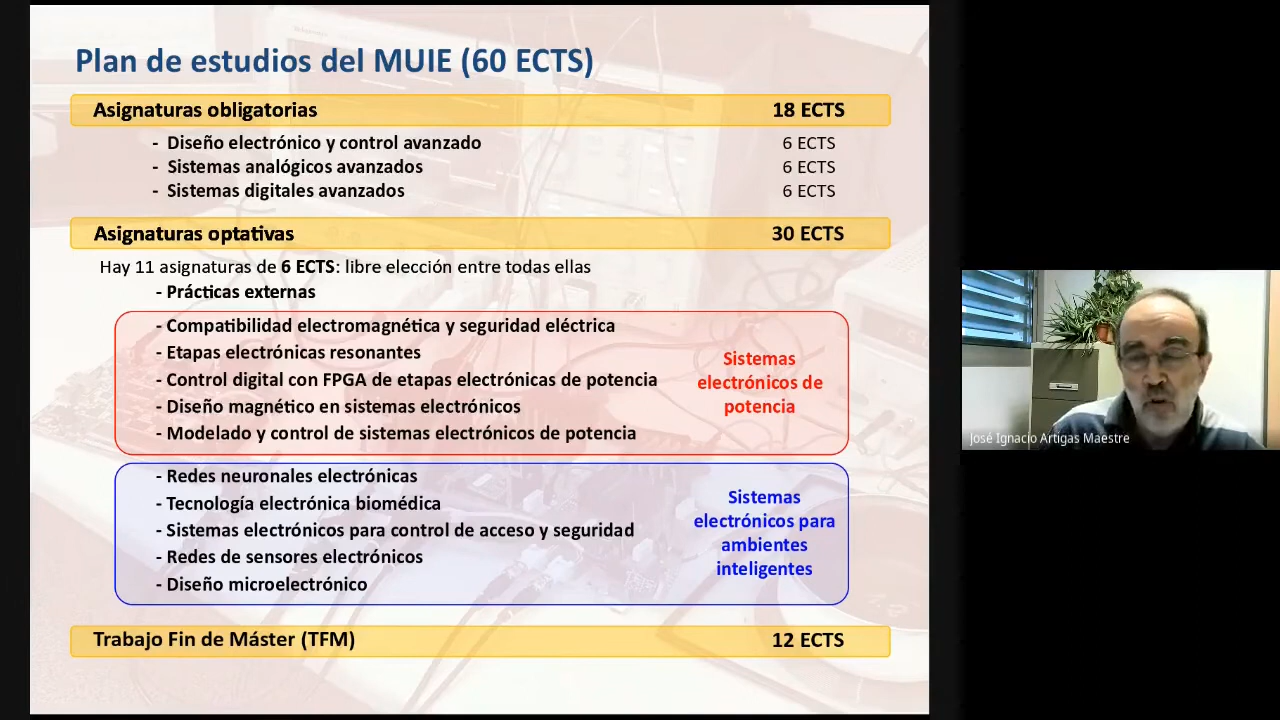 Plan de estudios del MUIE (60 ECTS)
Asignaturas obligatorias 18 ECTS
- Diseño electrónico y control avanzado 6 ECTS
- Sistemas analógicos avanzados 6 ECTS
- Sistemas digitales avanzados 6 ECTS
Asignaturas optativas 30 ECTS
Hay 11 asignaturas de 6 ECTS: libre elección entre todas ellas
- Prácticas externas
- Compatibilidad electromagnética y seguridad eléctrica
- Etapas electrónicas resonantes
- Control digital con FPGA de etapas electrónicas de potencia
- Diseño magnético en sistemas electrónicos
- Modelado y control de sistemas electrónicos de potencia
Sistemas
electrónicos de
potencia
- Redes neuronales electrónicas
- Tecnología electrónica biomédica
- Sistemas electrónicos para control de acceso y seguridad
- Redes de sensores electrónicos
- Diseño microelectrónico
Sistemas
electrónicos para
ambientes
inteligentes
Trabajo Fin de Máster (TFM) 12 ECTS
José Ignacio Artigas Maestre